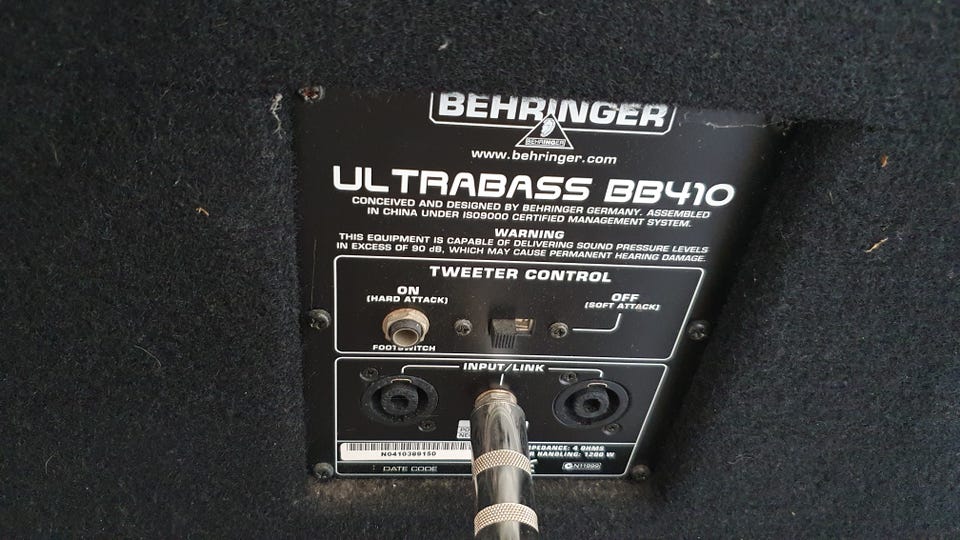 BEHRINGER
BEHRINGER
www.behringer.com
ULTRABASS BB410
CONCEIVED AND DESIGNED BY BEHRINGER GERMANY. ASSEMBLED
IN CHINA UNDER ISO9000 CERTIFIED MANAGEMENT SYSTEM.
WARNING
THIS EQUIPMENT IS CAPABLE OF DELIVERING SOUND PRESSURE LEVELS
IN EXCESS OF 90 dB, WHICH MAY CAUSE PERMANENT HEARING DAMAGE.
TWEETER CONTROL
ON
(HARD ATTACK)
OFF
(SOFT ATTACK)
FOOTSWITCH
INPUT/LINK
4 OHMS
HANDLING: 1200 W
DATE CODE